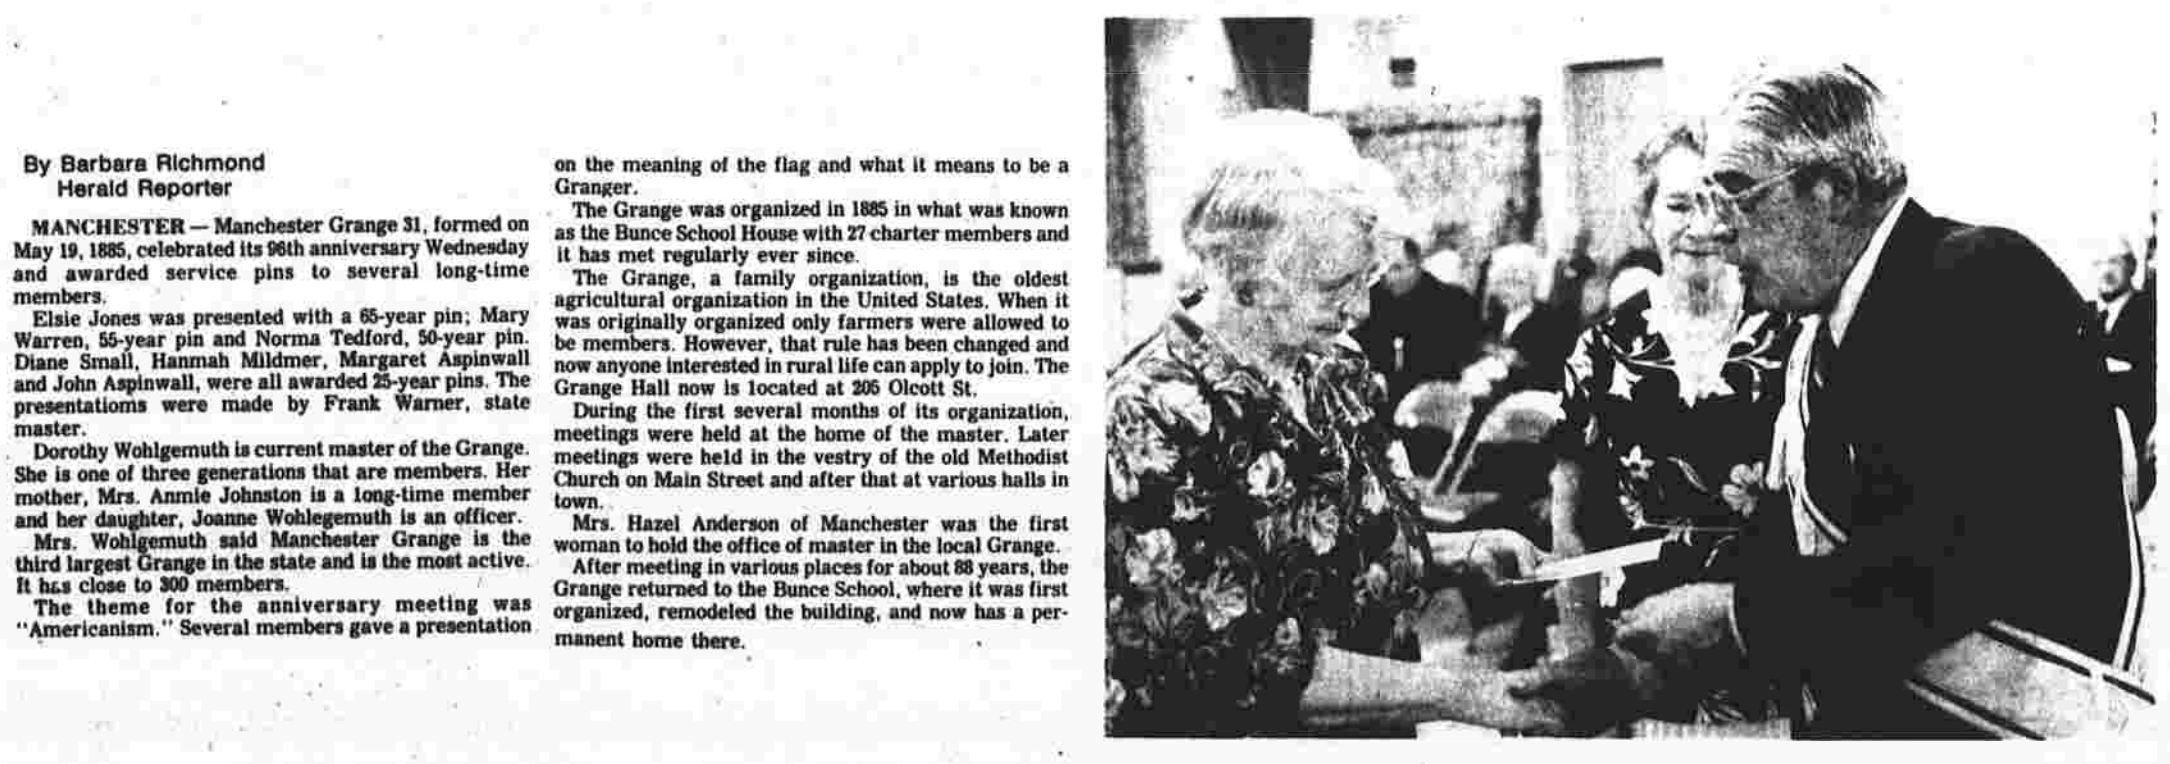 By Barbara Richmond
Herald Reporter
MANCHESTER — Manchester Grange 31, formed on
May 19, 1885, celebrated its 96th anniversary Wednesday
and awarded service pins to several long-time
members.
Elsie Jones was presented with a 65-year pin; Mary
Warren, 55-year pin and Norma Tedford, 50-year pin.
Diane Small, Hanmah Mildmer, Margaret Aspinwall
and John Aspinwall, were all awarded 25-year pins. The
presentatioms were made by Frank Warner, state
master.
Dorothy Wohlgemuth is current master of the Grange.
She is one of three generations that are members. Her
mother, Mrs. Anmie Johnston is a long-time member
and her daughter, Joanne Wohlegemuth is an officer.
Mrs. Wohlgemuth said Manchester Grange is the
third largest Grange in the state and is the most active.
It has close to 300 members.
The theme for the anniversary meeting was
"Americanism." Several members gave a presentation
on the meaning of the flag and what it means to be a
Granger.
The Grange was organized in 1885 in what was known
as the Bunce School House with 27 charter members and
it has met regularly ever since.
The Grange, a family organization, is the oldest
agricultural organization in the United States. When it
was originally organized only farmers were allowed to
be members. However, that rule has been changed and
now anyone interested in rural life can apply to join. The
Grange Hall now is located at 205 Olcott St.
During the first several months of its organization,
meetings were held at the home of the master. Later
meetings were held in the vestry of the old Methodist
Church on Main Street and after that at various halls in
town.
Mrs. Hazel Anderson of Manchester was the first
woman to hold the office of master in the local Grange.
After meeting in various places for about 88 years, the
Grange returned to the Bunce School, where it was first
organized, remodeled the building, and now has a per-
manent home there.